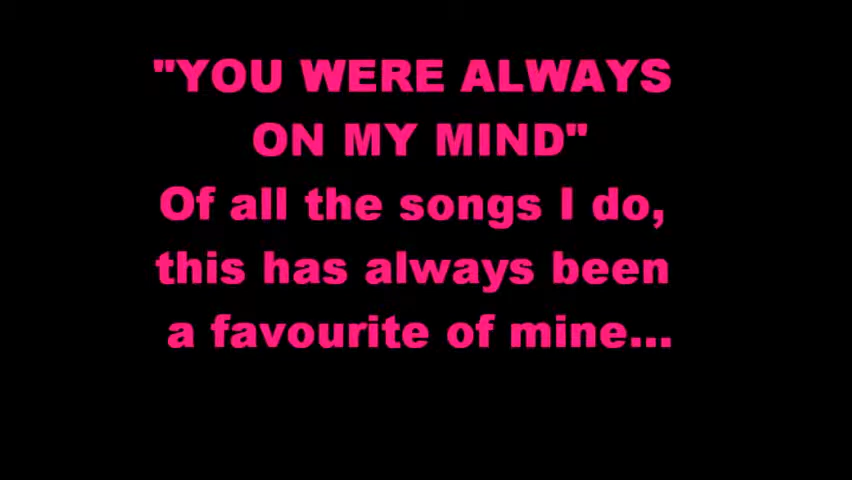 "YOU WERE ALWAYS
ON MY MIND"
Of all the songs I do,
this has always been
a favourite of mine...